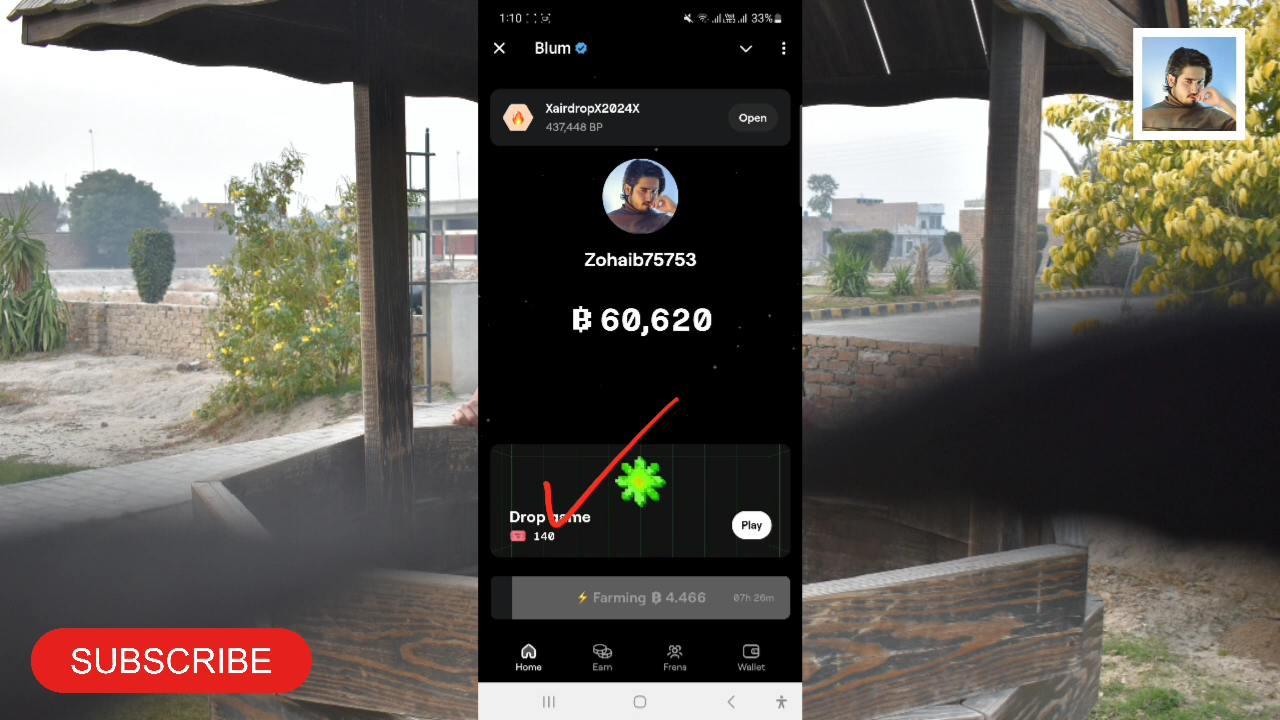 1:10
33%
Blum
XairdropX2024X
437,448 BP
Open
Zohaib75753
60,620
Drop game
140
Play
Farming 4.466
07h 26m
Home
Earn
Frens
Wallet
SUBSCRIBE